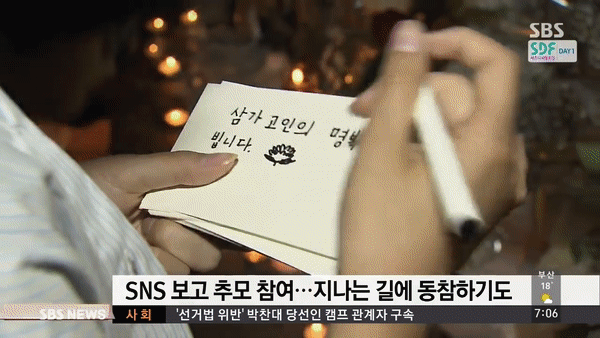 SBS
SDF DAY 1
삼가 고인의 명
빕니다.
SNS 보고 추모 참여…지나는 길에 동참하기도
부산
18°
SBS NEWS
사회 '선거법 위반' 박찬대 당선인 캠프 관계자 구속
7:06